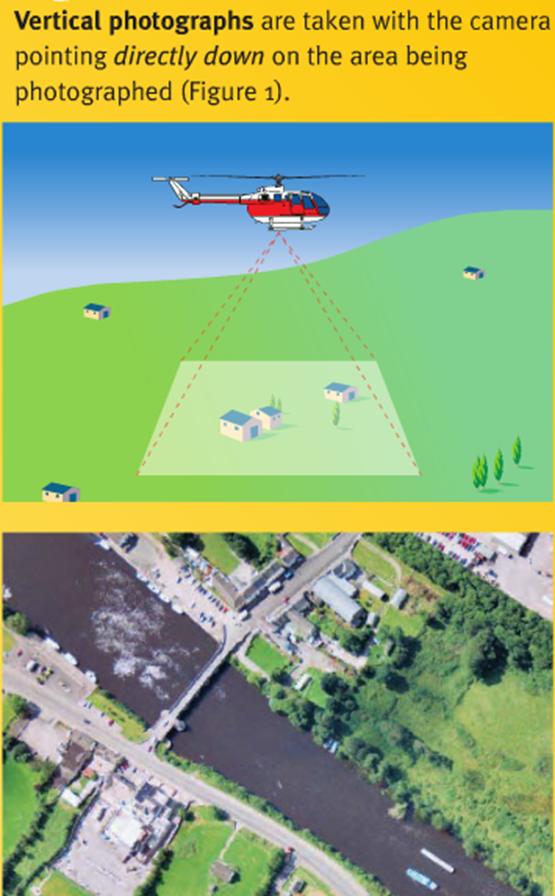 Vertical photographs are taken with the camera
pointing directly down on the area being
photographed (Figure 1).